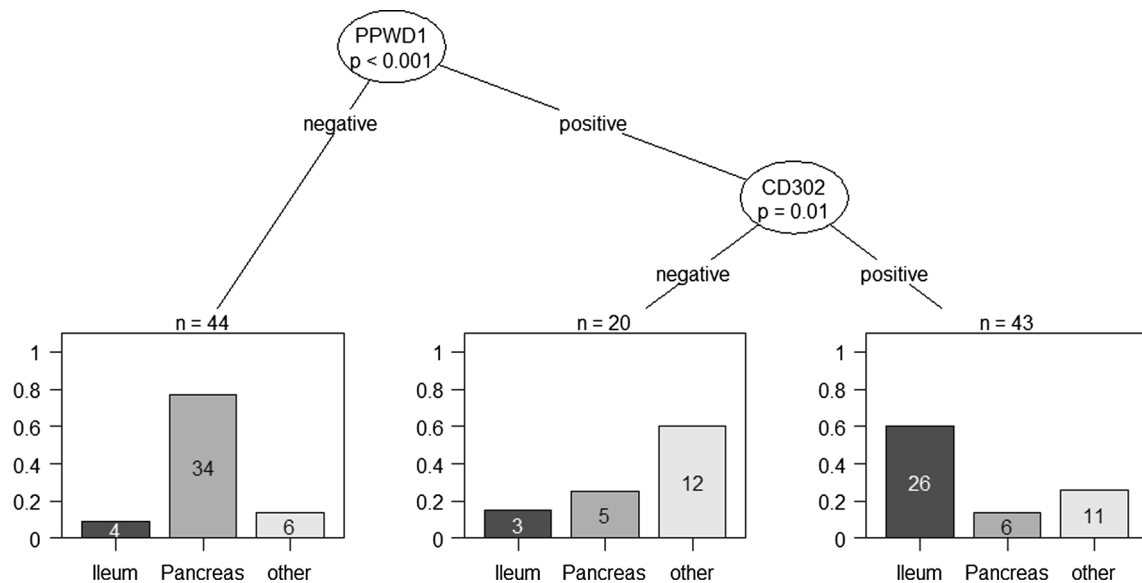 PPWD1
p < 0.001
negative
positive
CD302
p = 0.01
negative
positive
n = 44
1
0.8
0.6
0.4
0.2
0
4
34
6
Ileum
Pancreas
other
n = 20
1
0.8
0.6
0.4
0.2
0
3
5
12
Ileum
Pancreas
other
n = 43
1
0.8
0.6
0.4
0.2
0
26
6
11
Ileum
Pancreas
other